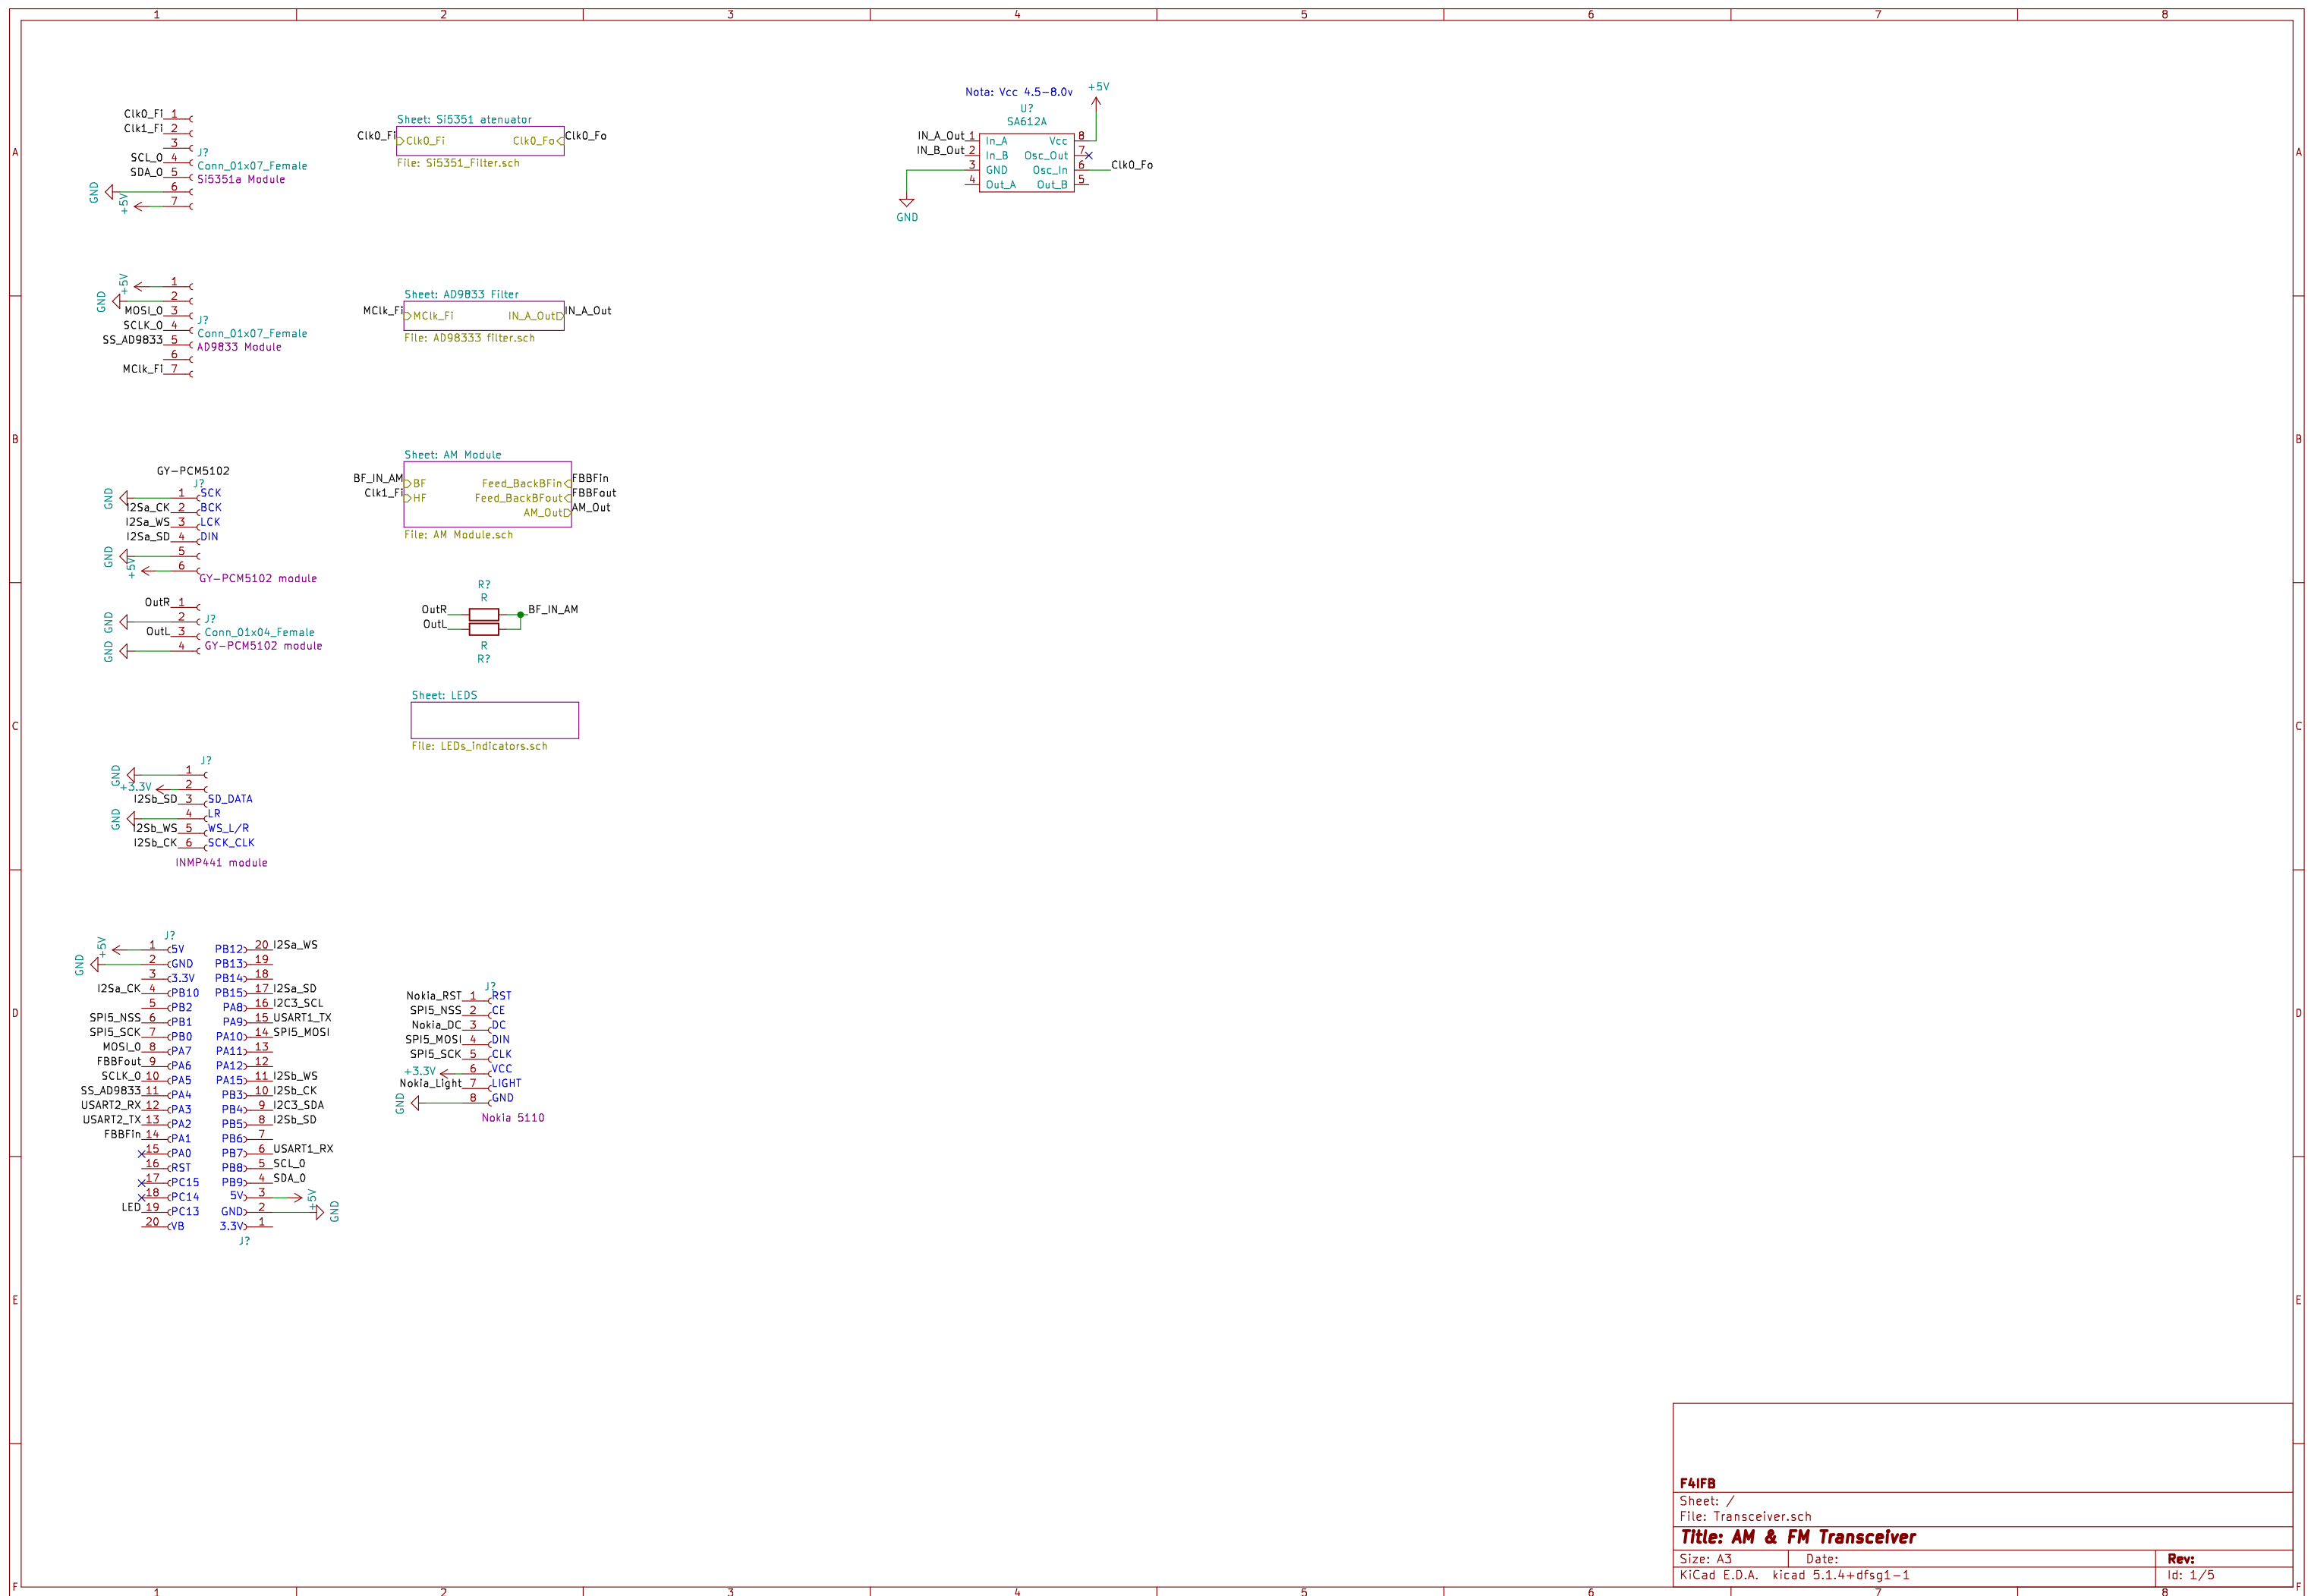 1 2 3 4 5 6 7 8
A A
B B
C C
D D
E E
F F
Clk0_Fi 1
Clk1_Fi 2
3
SCL_0 4
SDA_0 5
6
7
GND
+5V
J?
Conn_01x07_Female
Si5351a Module
Sheet: Si5351 atenuator
Clk0_Fi Clk0_Fi Clk0_Fo Clk0_Fo
File: Si5351_Filter.sch
Nota: Vcc 4.5-8.0v
+5V
U?
SA612A
IN_A_Out 1 In_A Vcc 8
IN_B_Out 2 In_B Osc_Out 7
3 GND Osc_In 6 Clk0_Fo
4 Out_A Out_B 5
GND
+5V
GND
1
2
MOSI_0 3
SCLK_0 4
SS_AD9833 5
6
MClk_Fi 7
J?
Conn_01x07_Female
AD9833 Module
Sheet: AD9833 Filter
MClk_Fi MClk_Fi IN_A_Out IN_A_Out
File: AD98333 filter.sch
GY-PCM5102
J?
GND 1 SCK
I2Sa_CK 2 BCK
I2Sa_WS 3 LCK
I2Sa_SD 4 DIN
GND 5
+5V 6
GY-PCM5102 module
Sheet: AM Module
BF_IN_AM BF Feed_BackBFin FBBFin
Clk1_Fi HF Feed_BackBFout FBBFout
AM_Out AM_Out
File: AM Module.sch
OutR 1
GND 2
OutL 3
GND 4
J?
Conn_01x04_Female
GY-PCM5102 module
R?
R
OutR BF_IN_AM
OutL
R
R?
Sheet: LEDS
File: LEDs_indicators.sch
J?
GND 1
+3.3V 2
I2Sb_SD 3 SD_DATA
GND 4 LR
I2Sb_WS 5 WS_L/R
I2Sb_CK 6 SCK_CLK
INMP441 module
J?
+5V 1 5V PB12 20 I2Sa_WS
GND 2 GND PB13 19
3 3.3V PB14 18
I2Sa_CK 4 PB10 PB15 17 I2Sa_SD
5 PB2 PA8 16 I2C3_SCL
SPI5_NSS 6 PB1 PA9 15 USART1_TX
SPI5_SCK 7 PB0 PA10 14 SPI5_MOSI
MOSI_0 8 PA7 PA11 13
FBBFout 9 PA6 PA12 12
SCLK_0 10 PA5 PA15 11 I2Sb_WS
SS_AD9833 11 PA4 PB3 10 I2Sb_CK
USART2_RX 12 PA3 PB4 9 I2C3_SDA
USART2_TX 13 PA2 PB5 8 I2Sb_SD
FBBFin 14 PA1 PB6 7
15 PA0 PB7 6 USART1_RX
16 RST PB8 5 SCL_0
17 PC15 PB9 4 SDA_0
18 PC14 5V 3 +5V
LED 19 PC13 GND 2 GND
20 VB 3.3V 1
J?
J?
Nokia_RST 1 RST
SPI5_NSS 2 CE
Nokia_DC 3 DC
SPI5_MOSI 4 DIN
SPI5_SCK 5 CLK
+3.3V 6 VCC
Nokia_Light 7 LIGHT
GND 8 GND
Nokia 5110
F4IFB
Sheet: /
File: Transceiver.sch
Title: AM & FM Transceiver
Size: A3 Date: Rev:
KiCad E.D.A. kicad 5.1.4+dfsg1-1 Id: 1/5
1 2 3 4 5 6 7 8